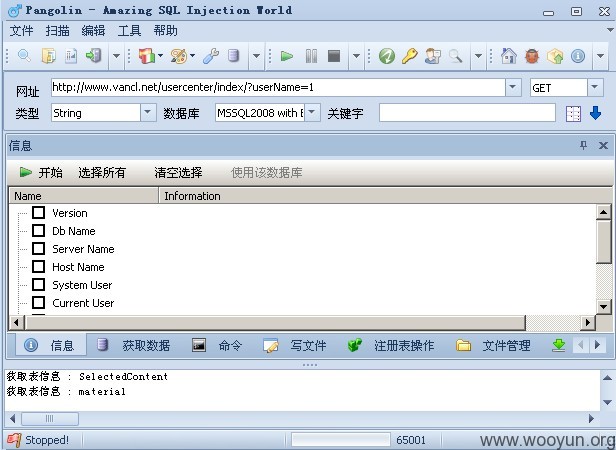 Pangolin - Amazing SQL Injection World
文件 扫描 编辑 工具 帮助
网址 http://www.vancl.net/usercenter/index/?userName=1 GET
类型 String 数据库 MSSQL2008 with 关键字
信息
开始 选择所有 清空选择 使用该数据库
Name Information
Version
Db Name
Server Name
Host Name
System User
Current User
信息 获取数据 命令 写文件 注册表操作 文件管理
获取表信息 : SelectedContent
获取表信息 : material
Stopped! 65001
www.wooyun.org